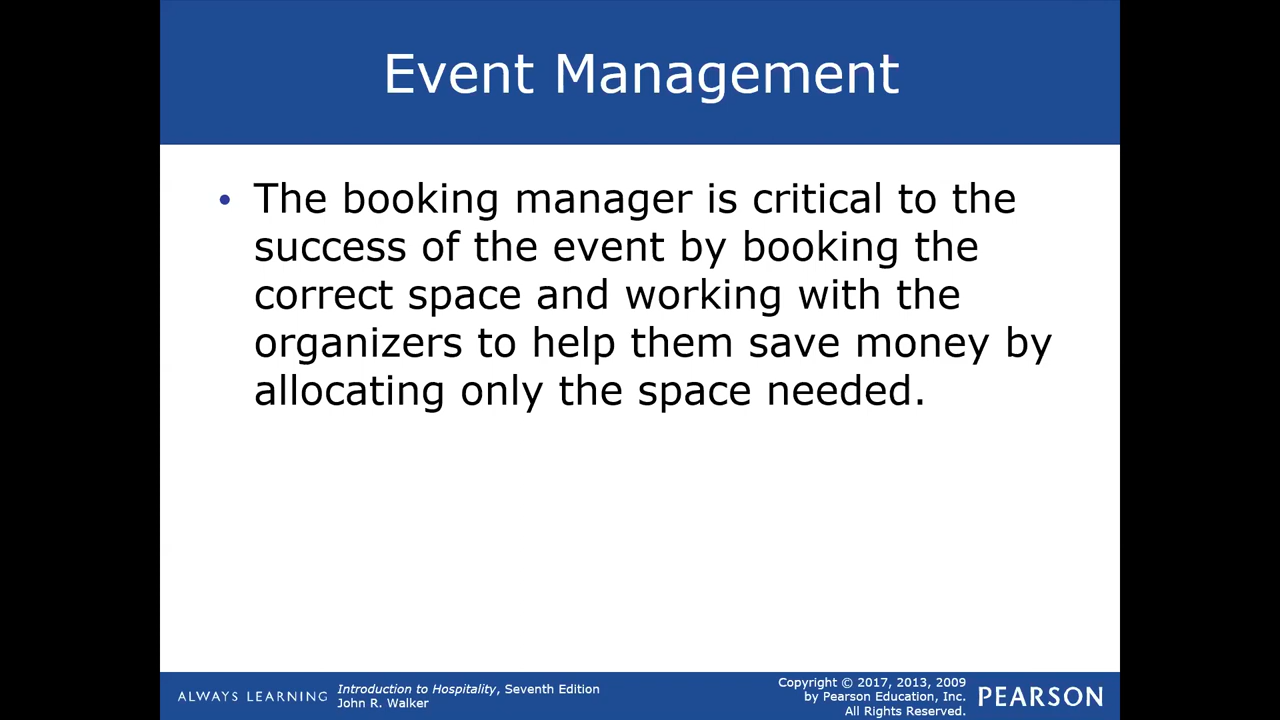 Event Management
• The booking manager is critical to the
success of the event by booking the
correct space and working with the
organizers to help them save money by
allocating only the space needed.
ALWAYS LEARNING
Introduction to Hospitality, Seventh Edition
John R. Walker
Copyright © 2017, 2013, 2009
by Pearson Education, Inc.
All Rights Reserved.
PEARSON